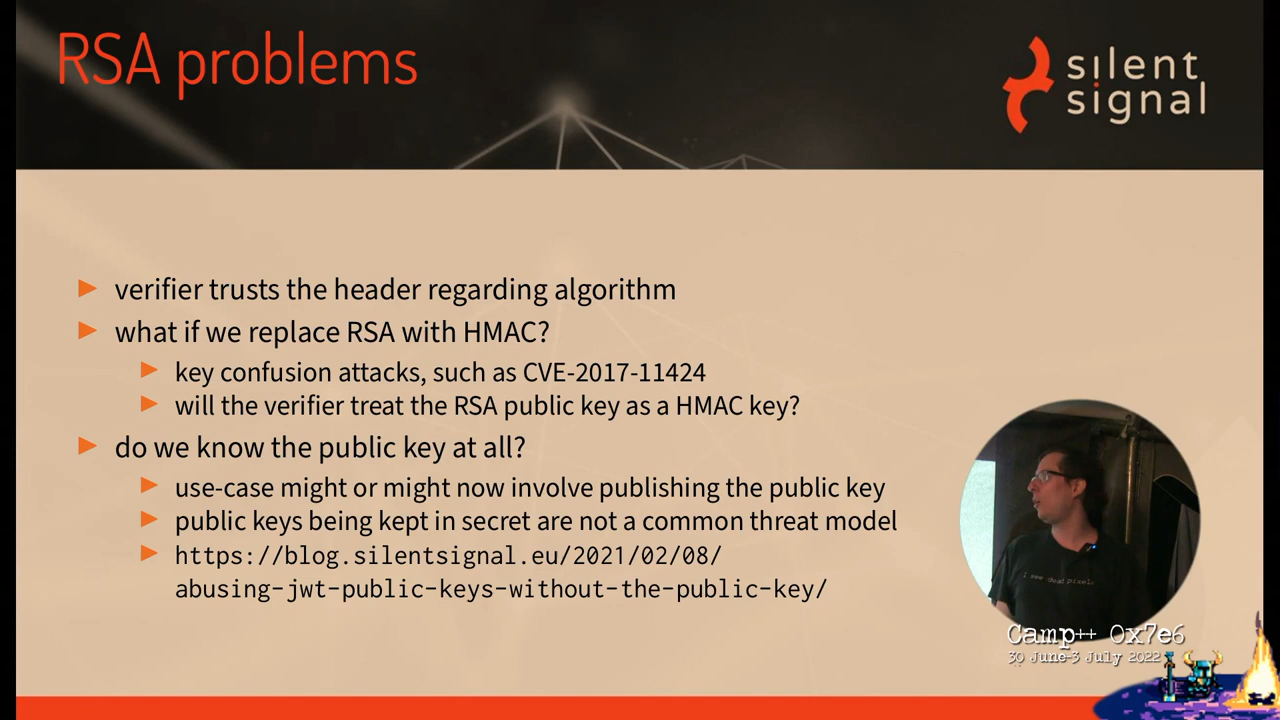 RSA problems
silent
signal
verifier trusts the header regarding algorithm
what if we replace RSA with HMAC?
key confusion attacks, such as CVE-2017-11424
will the verifier treat the RSA public key as a HMAC key?
do we know the public key at all?
use-case might or might now involve publishing the public key
public keys being kept in secret are not a common threat model
https://blog.silentsignal.eu/2021/02/08/
abusing-jwt-public-keys-without-the-public-key/
I see dead pixels
Camp++ 0x7e6
30 June-3 July 2022